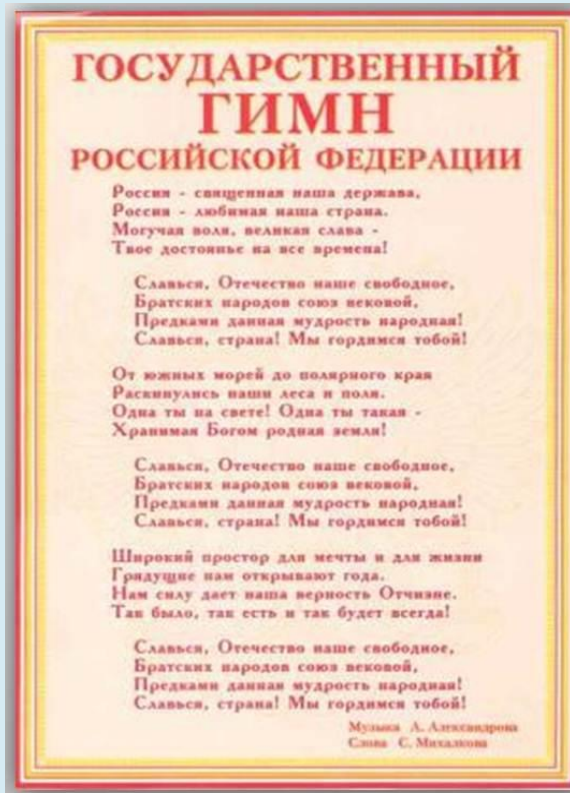 ГОСУДАРСТВЕННЫЙ
ГИМН
РОССИЙСКОЙ ФЕДЕРАЦИИ
Россия - священная наша держава,
Россия - любимая наша страна.
Могучая воля, великая слава -
Твое достоянье на все времена!
Славься, Отечество наше свободное,
Братских народов союз вековой,
Предками данная мудрость народная!
Славься, страна! Мы гордимся тобой!
От южных морей до полярного края
Раскинулись наши леса и поля.
Одна ты на свете! Одна ты такая -
Хранимая Богом родная земля!
Славься, Отечество наше свободное,
Братских народов союз вековой,
Предками данная мудрость народная!
Славься, страна! Мы гордимся тобой!
Широкий простор для мечты и для жизни
Грядущие нам открывают года.
Нам силу дает наша верность Отчизне.
Так было, так есть и так будет всегда!
Славься, Отечество наше свободное,
Братских народов союз вековой,
Предками данная мудрость народная!
Славься, страна! Мы гордимся тобой!
Музыка А. Александрова
Слова С. Михалкова